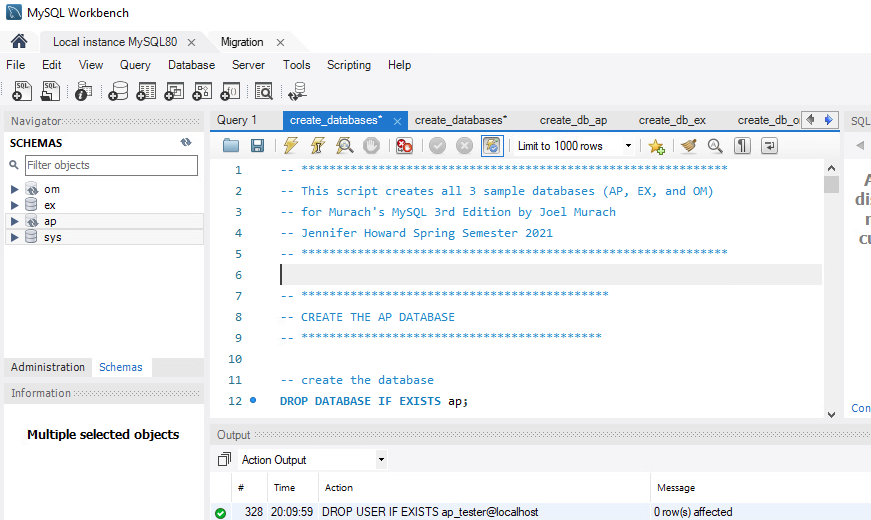 MySQL Workbench
Local instance MySQL80
Migration
File Edit View Query Database Server Tools Scripting Help
Navigator
SCHEMAS
Filter objects
om
ex
ap
sys
Administration Schemas
Information
Multiple selected objects
Query 1 create_databases* create_databases* create_db_ap create_db_ex create_db_o
Limit to 1000 rows
1 -- *************************************************************
2 -- This script creates all 3 sample databases (AP, EX, and OM)
3 -- for Murach's MySQL 3rd Edition by Joel Murach
4 -- Jennifer Howard Spring Semester 2021
5 -- *************************************************************
6
7 -- ********************************************
8 -- CREATE THE AP DATABASE
9 -- *******************************************
10
11 -- create the database
12 DROP DATABASE IF EXISTS ap;
Output
Action Output
# Time Action Message
328 20:09:59 DROP USER IF EXISTS ap_tester@localhost 0 row(s) affected
SQL
dis
cu
Con